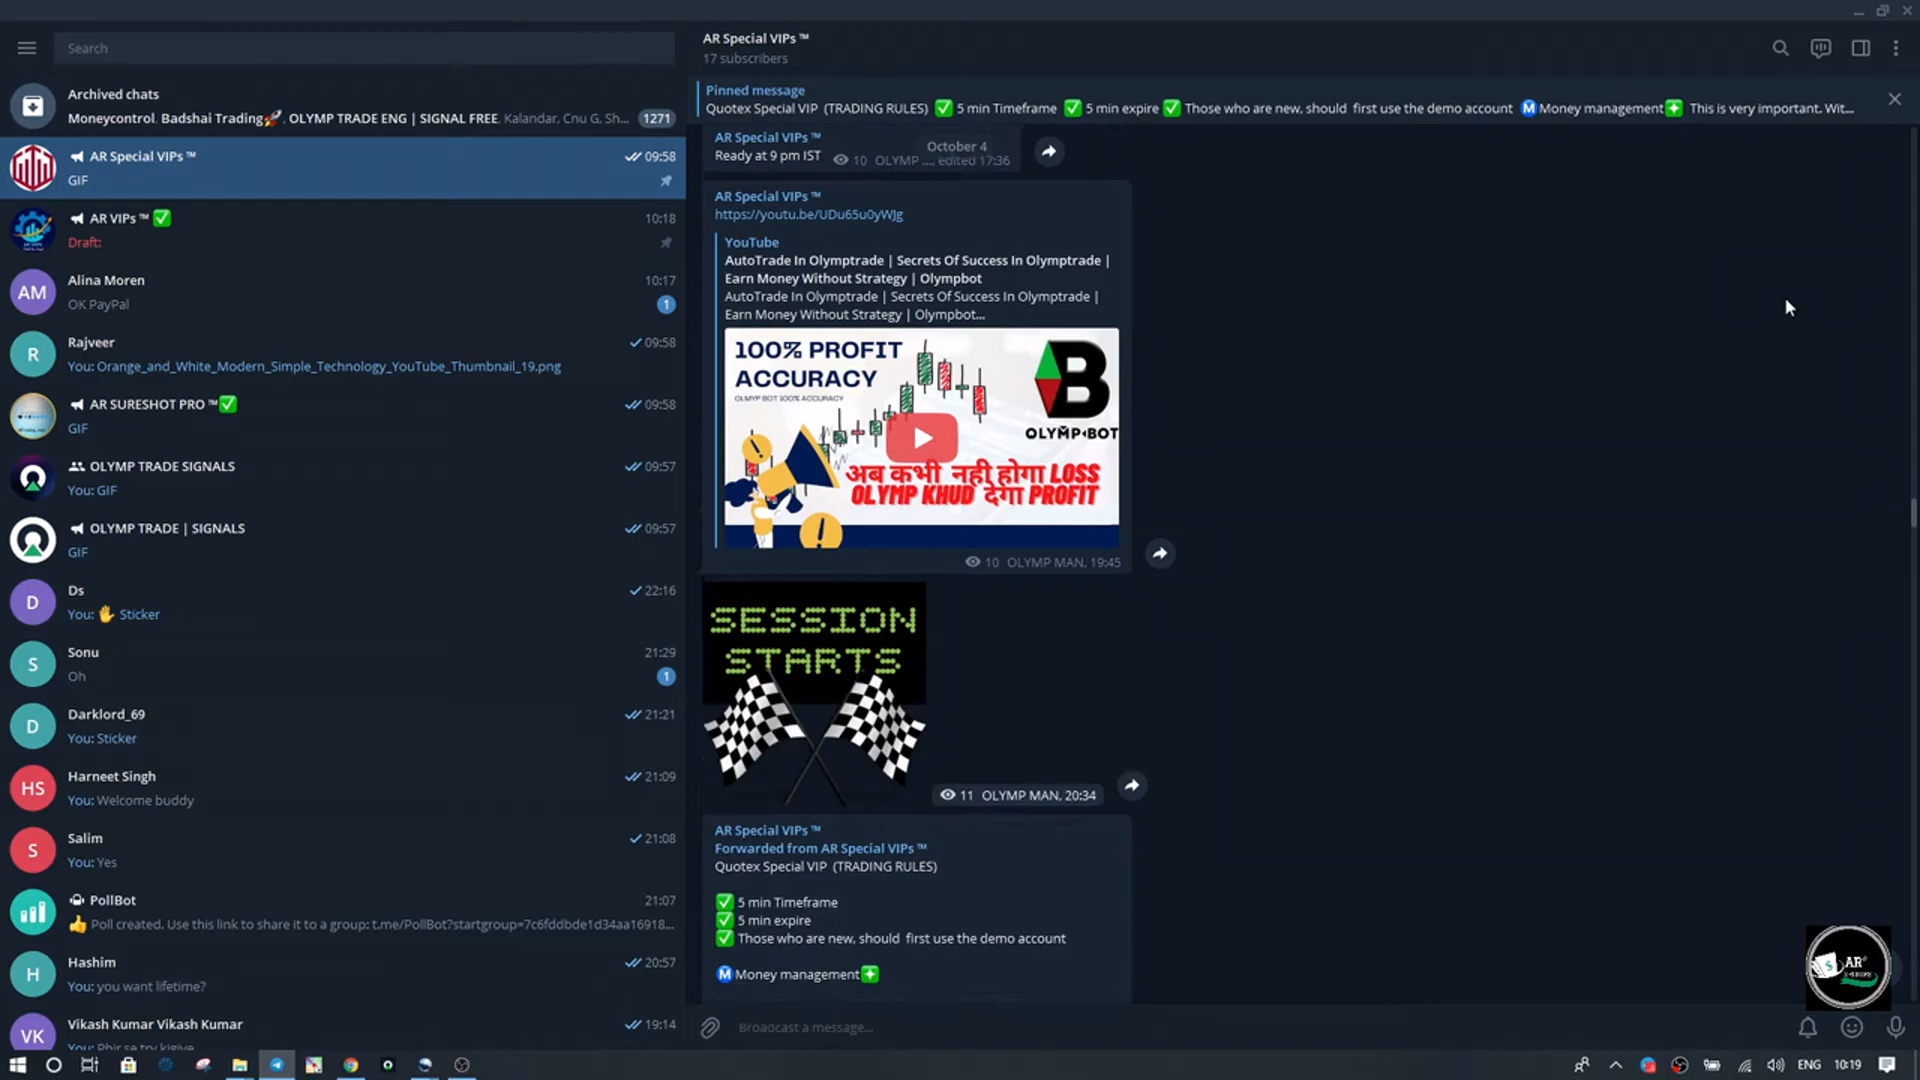 Search
Archived chats
Moneycontrol, Badshai Trading🚀, OLYMP TRADE ENG | SIGNAL FREE, Kalandar, Cnu G, Sh...
1271
AR Special VIPs ™
09:58
GIF
AR VIPs ™ ✅
10:18
Draft:
AM
Alina Moren
10:17
OK PayPal
1
R
Rajveer
09:58
You: Orange_and_White_Modern_Simple_Technology_YouTube_Thumbnail_19.png
AR SURESHOT PRO ™✅
09:58
GIF
OLYMP TRADE SIGNALS
09:57
You: GIF
OLYMP TRADE | SIGNALS
09:57
GIF
D
Ds
22:16
You: 🖐 Sticker
S
Sonu
21:29
Oh
1
D
Darklord_69
21:21
You: Sticker
HS
Harneet Singh
21:09
You: Welcome buddy
S
Salim
21:08
You: Yes
PollBot
21:07
👍 Poll created. Use this link to share it to a group: t.me/PollBot?startgroup=7c6fddbde1d34aa16918...
H
Hashim
20:57
You: you want lifetime?
VK
Vikash Kumar Vikash Kumar
19:14
You: Phir se try kigiye
AR Special VIPs ™
17 subscribers
Pinned message
Quotex Special VIP (TRADING RULES) ✅ 5 min Timeframe ✅ 5 min expire ✅ Those who are new, should first use the demo account Ⓜ️Money management❇️ This is very important. Wit...
AR Special VIPs ™
October 4
Ready at 9 pm IST
10 OLYMP ..., edited 17:36
AR Special VIPs ™
https://youtu.be/UDu65u0yWJg
YouTube
AutoTrade In Olymptrade | Secrets Of Success In Olymptrade |
Earn Money Without Strategy | Olympbot
AutoTrade In Olymptrade | Secrets Of Success In Olymptrade |
Earn Money Without Strategy | Olympbot...
100% PROFIT
ACCURACY
OLMYP BOT 100% ACCURACY
B
OLYMP BOT
अब कभी नही होगा LOSS
OLYMP KHUD देगा PROFIT
10 OLYMP MAN, 19:45
SESSION
STARTS
11 OLYMP MAN, 20:34
AR Special VIPs ™
Forwarded from AR Special VIPs ™
Quotex Special VIP (TRADING RULES)
✅ 5 min Timeframe
✅ 5 min expire
✅ Those who are new, should first use the demo account
Ⓜ️Money management❇️
AR
Broadcast a message...
ENG
10:19